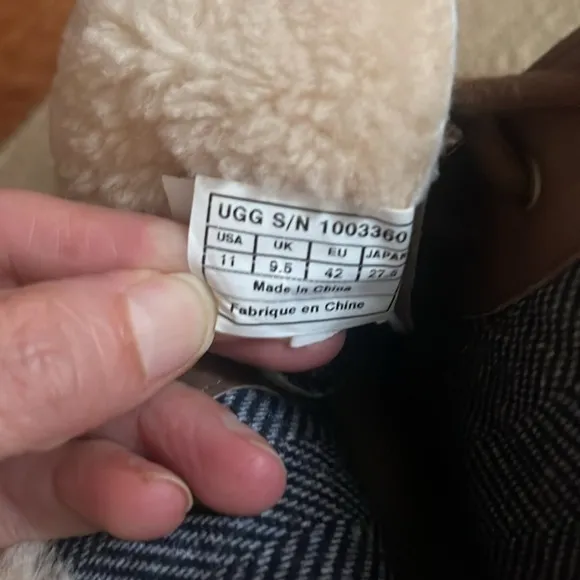 UGG S/N 1003360
USA UK EU JAPAN
11 9.5 42
Made in China
Fabrique en Chine